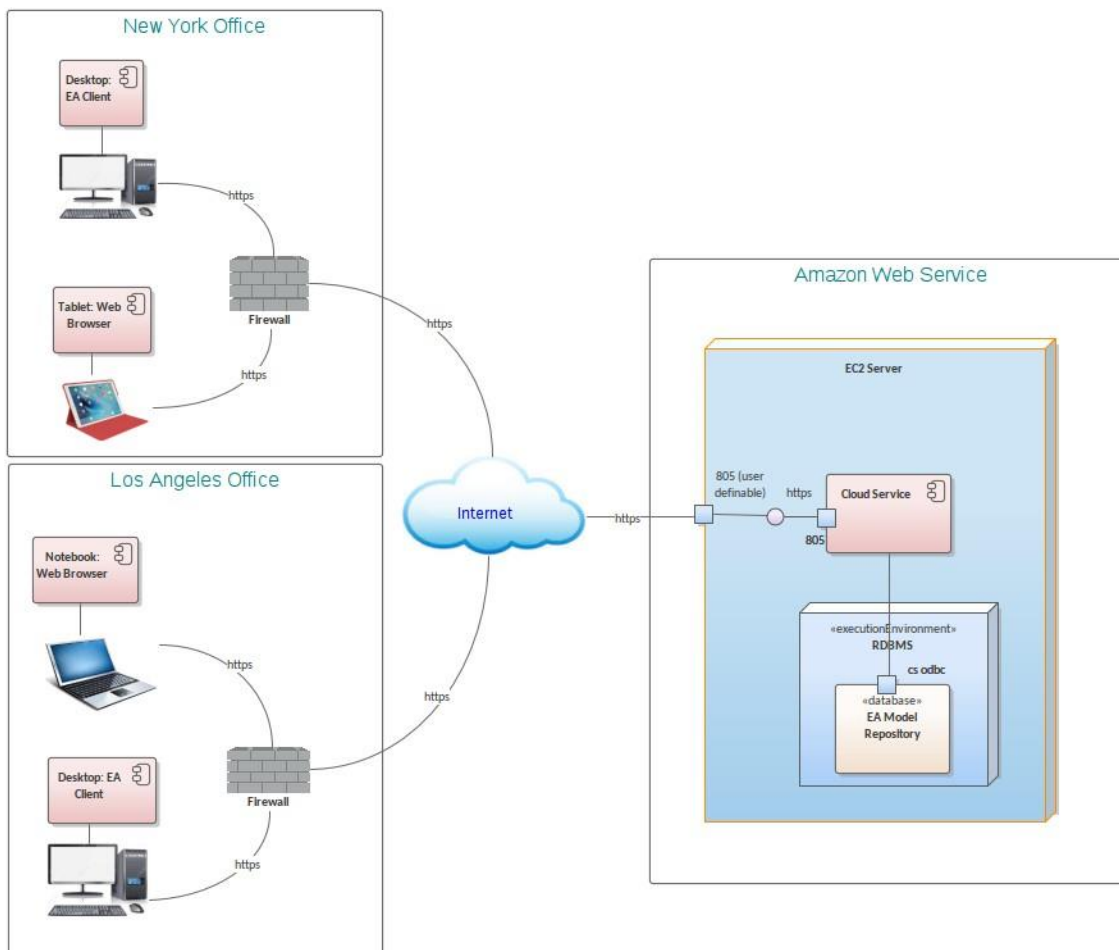 New York Office
Desktop:
EA Client
https
Firewall
https
Tablet: Web
Browser
https
Los Angeles Office
Notebook:
Web Browser
https
https
Firewall
Desktop: EA
Client
https
Internet
https
Amazon Web Service
EC2 Server
805 (user
definable)
https
Cloud Service
805
«executionEnvironment»
RDBMS
cs odbc
«database»
EA Model
Repository